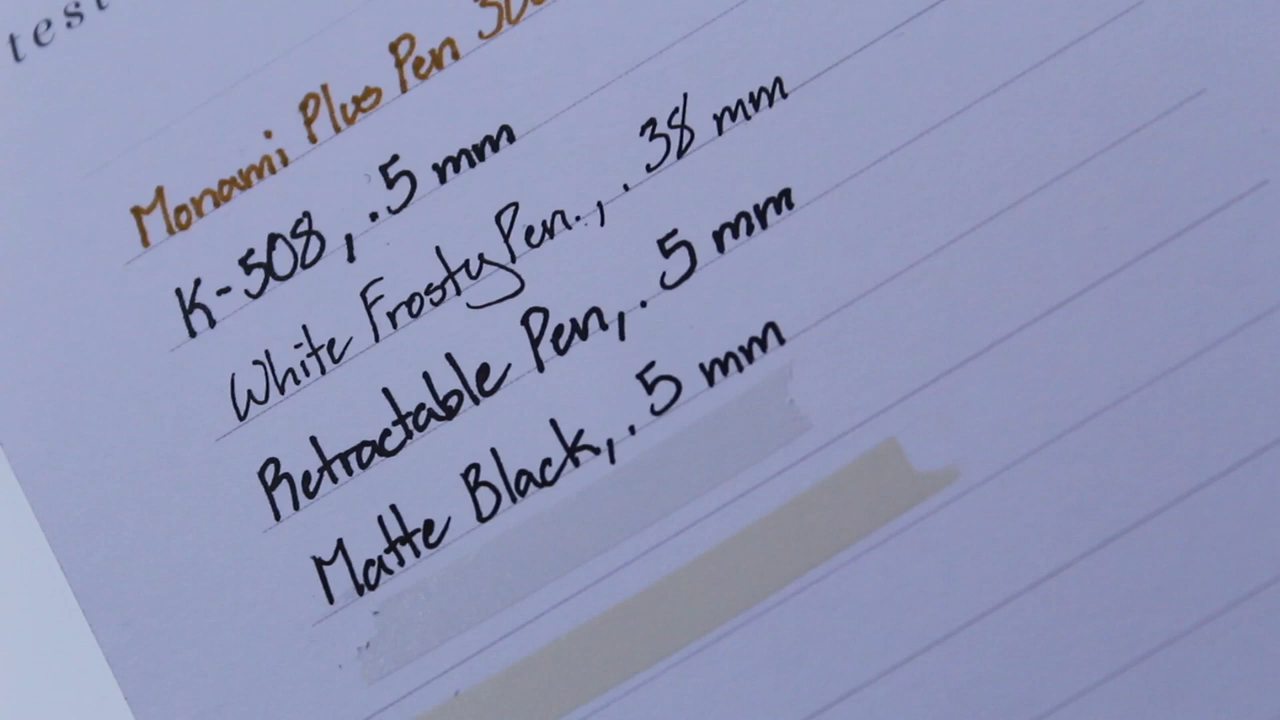 test
Monami Plus Pen
K-508, .5 mm
White Frosty Pen., .38 mm
Retractable Pen, .5 mm
Matte Black, .5 mm